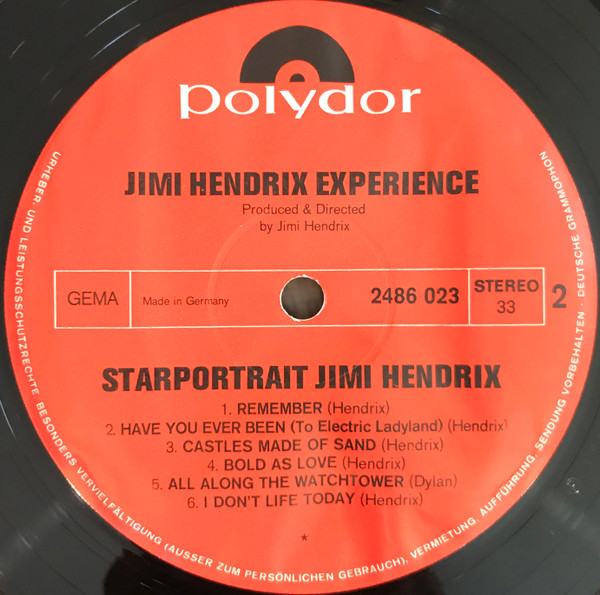 polydor
JIMI HENDRIX EXPERIENCE
Produced & Directed
by Jimi Hendrix
GEMA
Made in Germany
2486 023
STEREO
33
2
STARPORTRAIT JIMI HENDRIX
1. REMEMBER (Hendrix)
2. HAVE YOU EVER BEEN (To Electric Ladyland) (Hendrix)
3. CASTLES MADE OF SAND (Hendrix)
4. BOLD AS LOVE (Hendrix)
5. ALL ALONG THE WATCHTOWER (Dylan)
6. I DON'T LIFE TODAY (Hendrix)
*
URHEBER- UND LEISTUNGSSCHUTZRECHTE, BESONDERS VERVIELFÄLTIGUNG (AUSSER ZUM PERSÖNLICHEN GEBRAUCH), VERMIETUNG, AUFFÜHRUNG, SENDUNG VORBEHALTEN · DEUTSCHE GRAMMOPHON